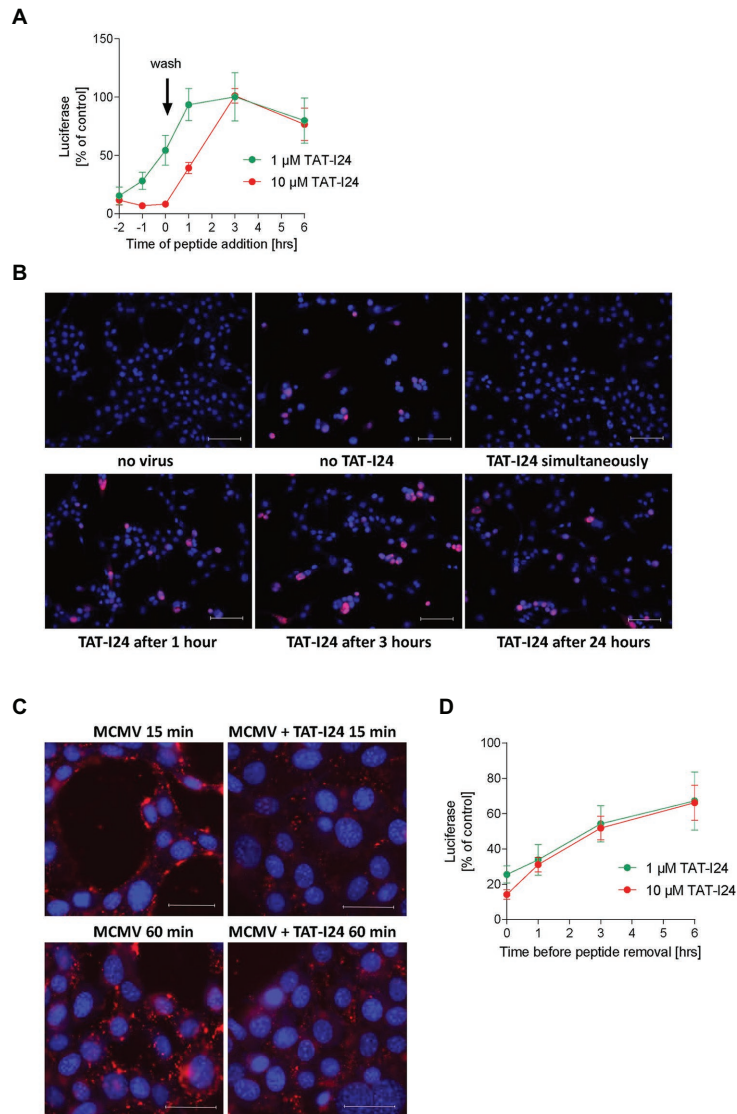 A
150
100
50
0
Luciferase
[% of control]
wash
1 µM TAT-I24
10 µM TAT-I24
-2 -1 0 1 2 3 4 5 6
Time of peptide addition [hrs]
B
no virus
no TAT-I24
TAT-I24 simultaneously
TAT-I24 after 1 hour
TAT-I24 after 3 hours
TAT-I24 after 24 hours
C
MCMV 15 min
MCMV + TAT-I24 15 min
MCMV 60 min
MCMV + TAT-I24 60 min
D
100
80
60
40
20
0
Luciferase
[% of control]
1 µM TAT-I24
10 µM TAT-I24
0 1 2 3 4 5 6
Time before peptide removal [hrs]